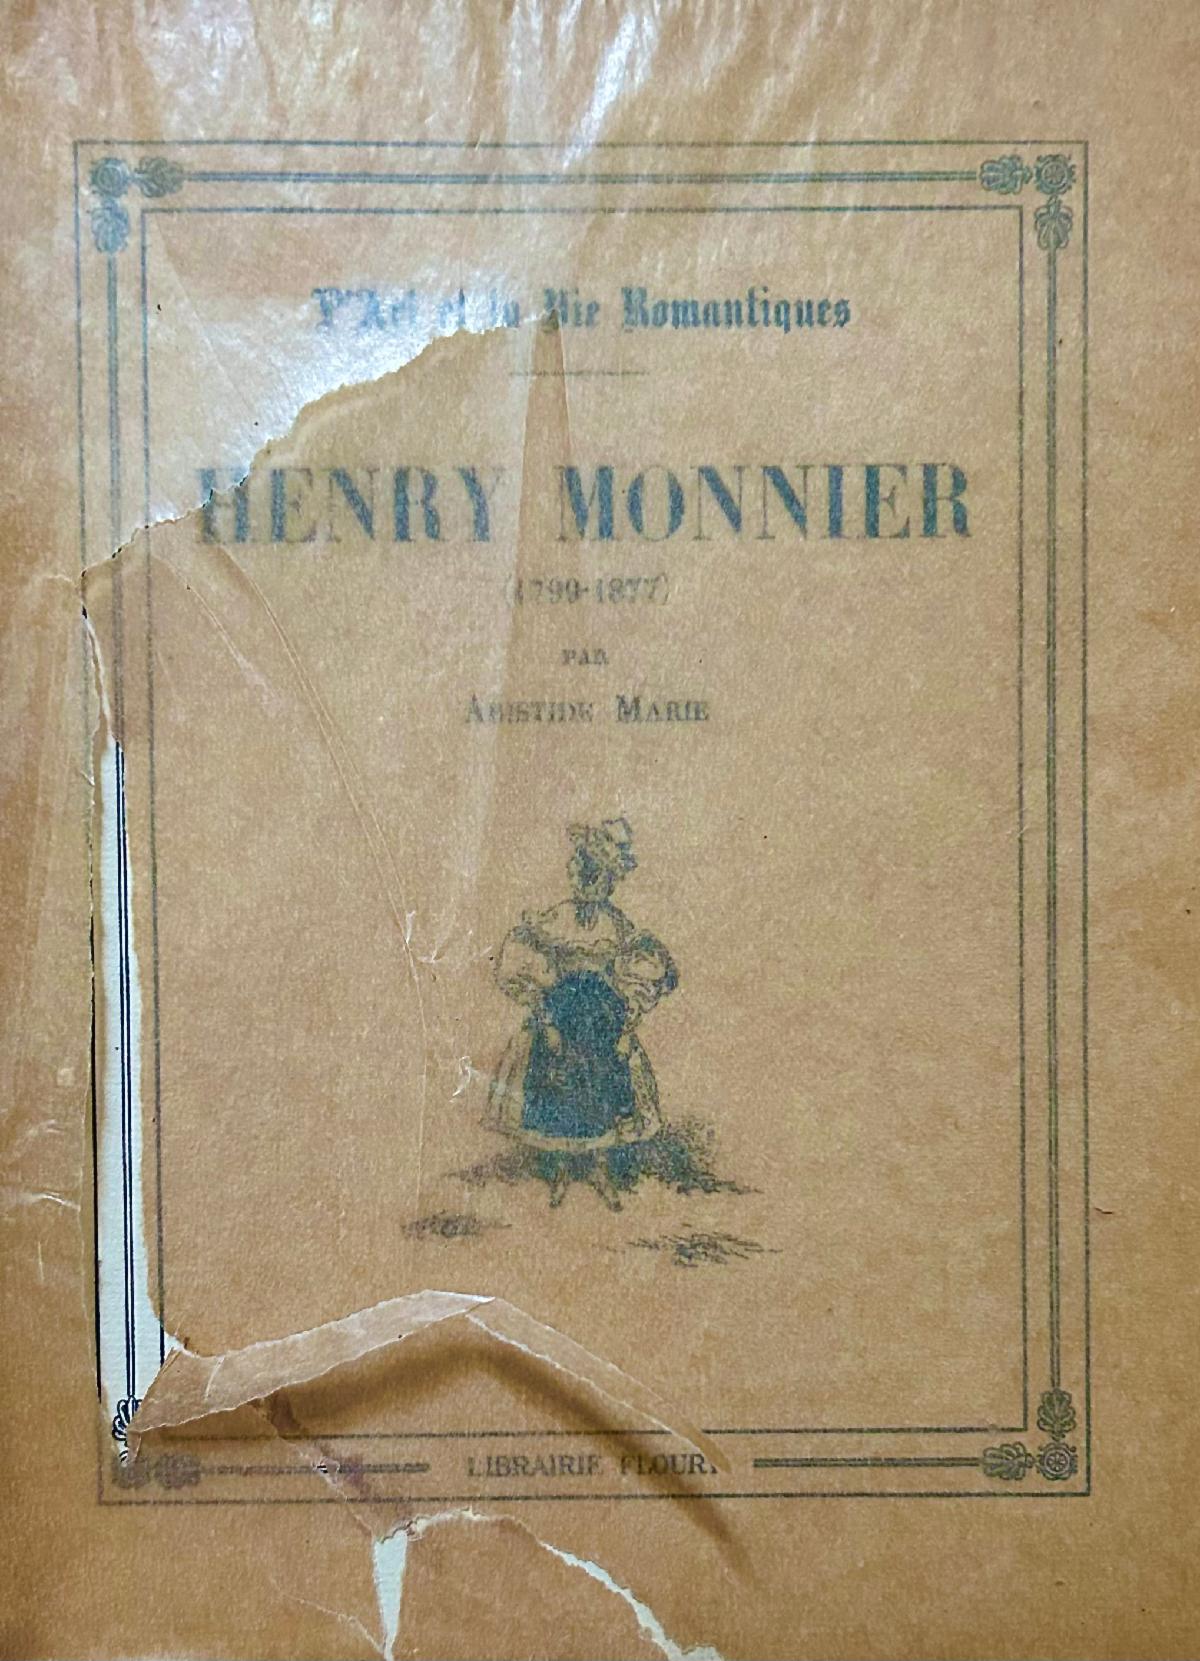 L'Art et la Vie Romantiques
HENRY MONNIER
(1799-1877)
PAR
ARISTIDE MARIE
LIBRAIRIE FLOURY